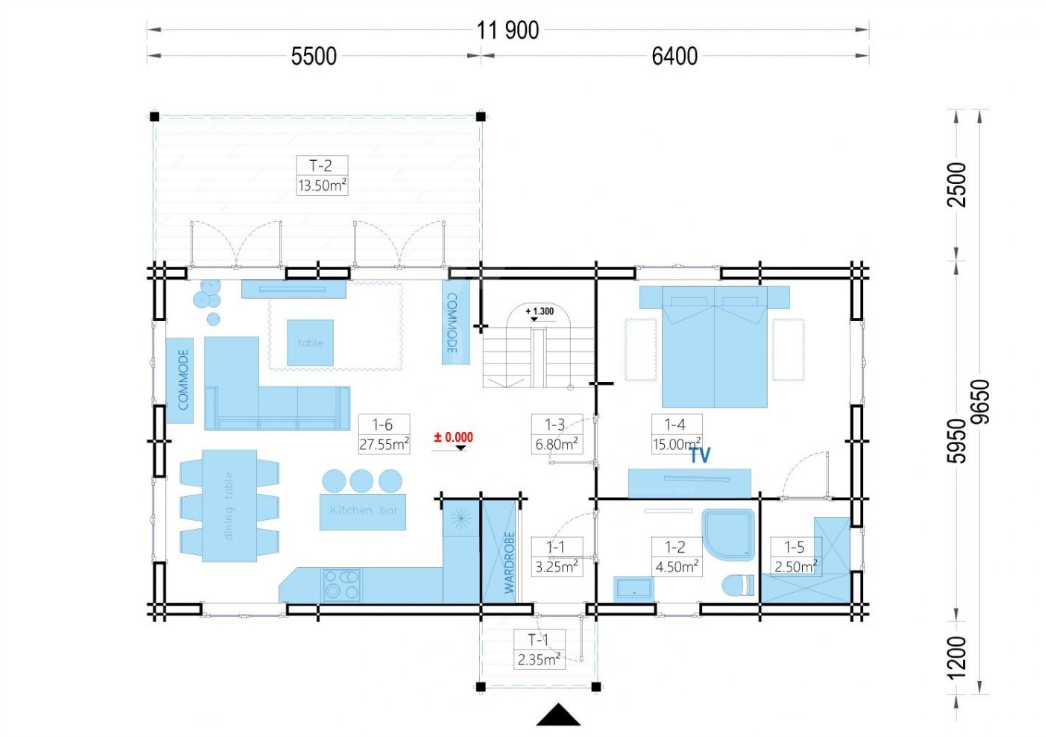 11 900
5500
6400
T-2
13.50m²
2500
+ 1.300
COMMODE
table
COMMODE
1-6
27.55m²
± 0.000
1-3
6.80m²
1-4
15.00m²
TV
5950
9650
dining table
Kitchen bar
WARDROBE
1-1
3.25m²
1-2
4.50m²
1-5
2.50m²
T-1
2.35m²
1200